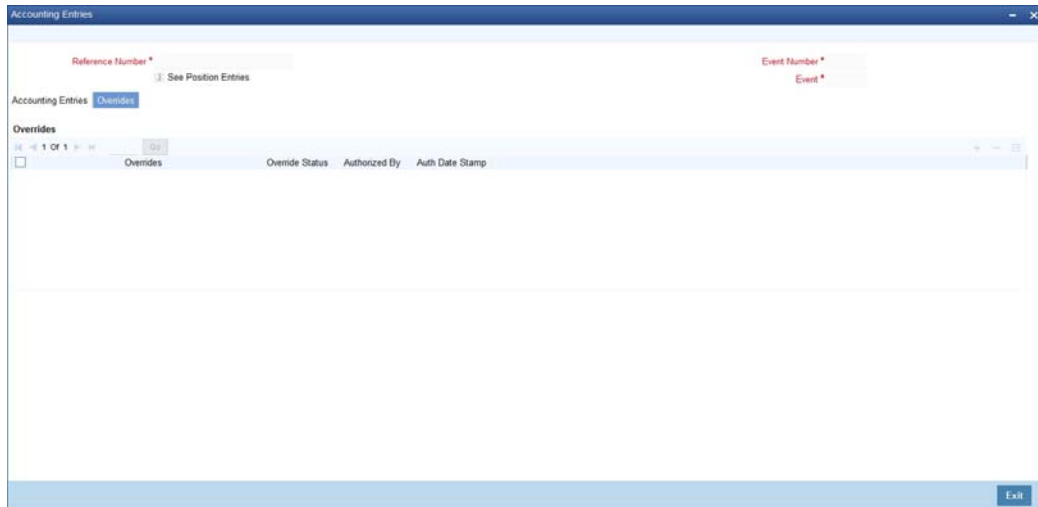 Accounting Entries
Reference Number *
Event Number *
See Position Entries
Event *
Accounting Entries Overrides
Overrides
1 Of 1 Go
Overrides Override Status Authorized By Auth Date Stamp
Exit